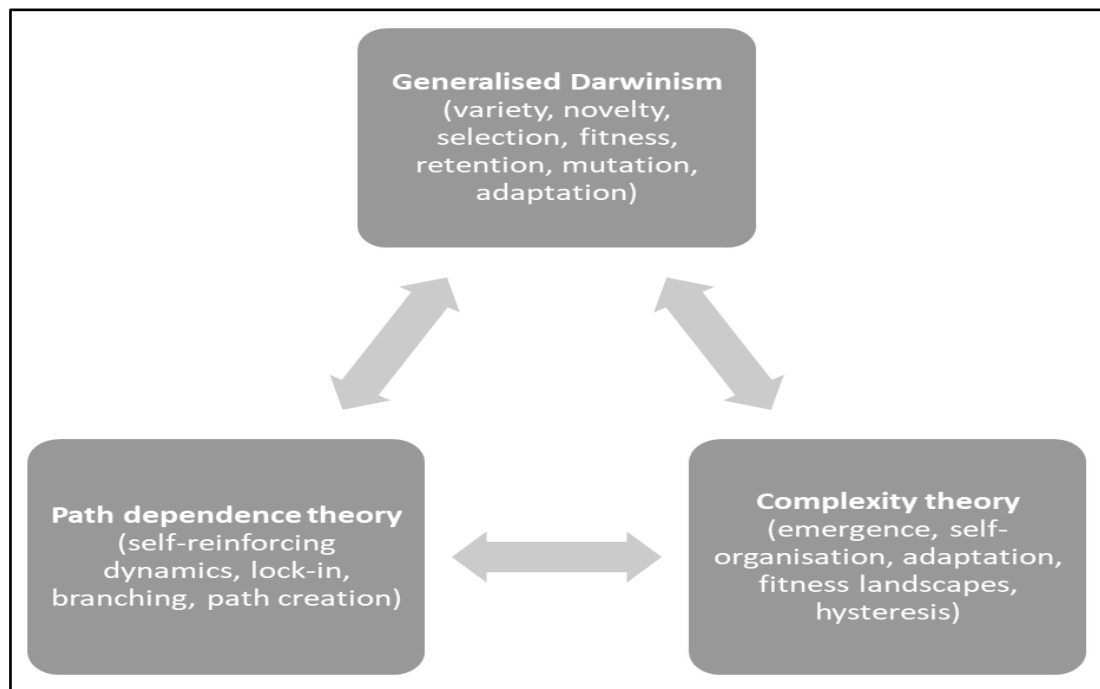 Generalised Darwinism
(variety, novelty,
selection, fitness,
retention, mutation,
adaptation)
Path dependence theory
(self-reinforcing
dynamics, lock-in,
branching, path creation)
Complexity theory
(emergence, self-
organisation, adaptation,
fitness landscapes,
hysteresis)